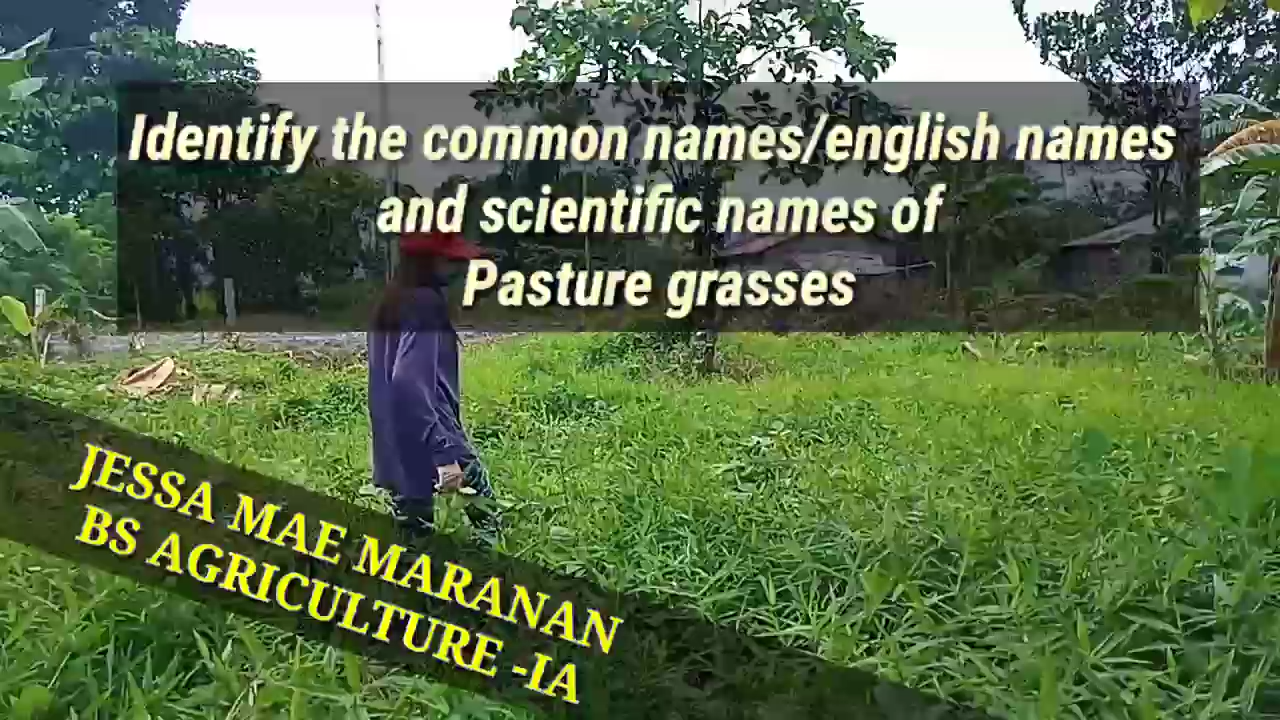 Identify the common names/english names
and scientific names of
Pasture grasses
JESSA MAE MARANAN
BS AGRICULTURE -IA